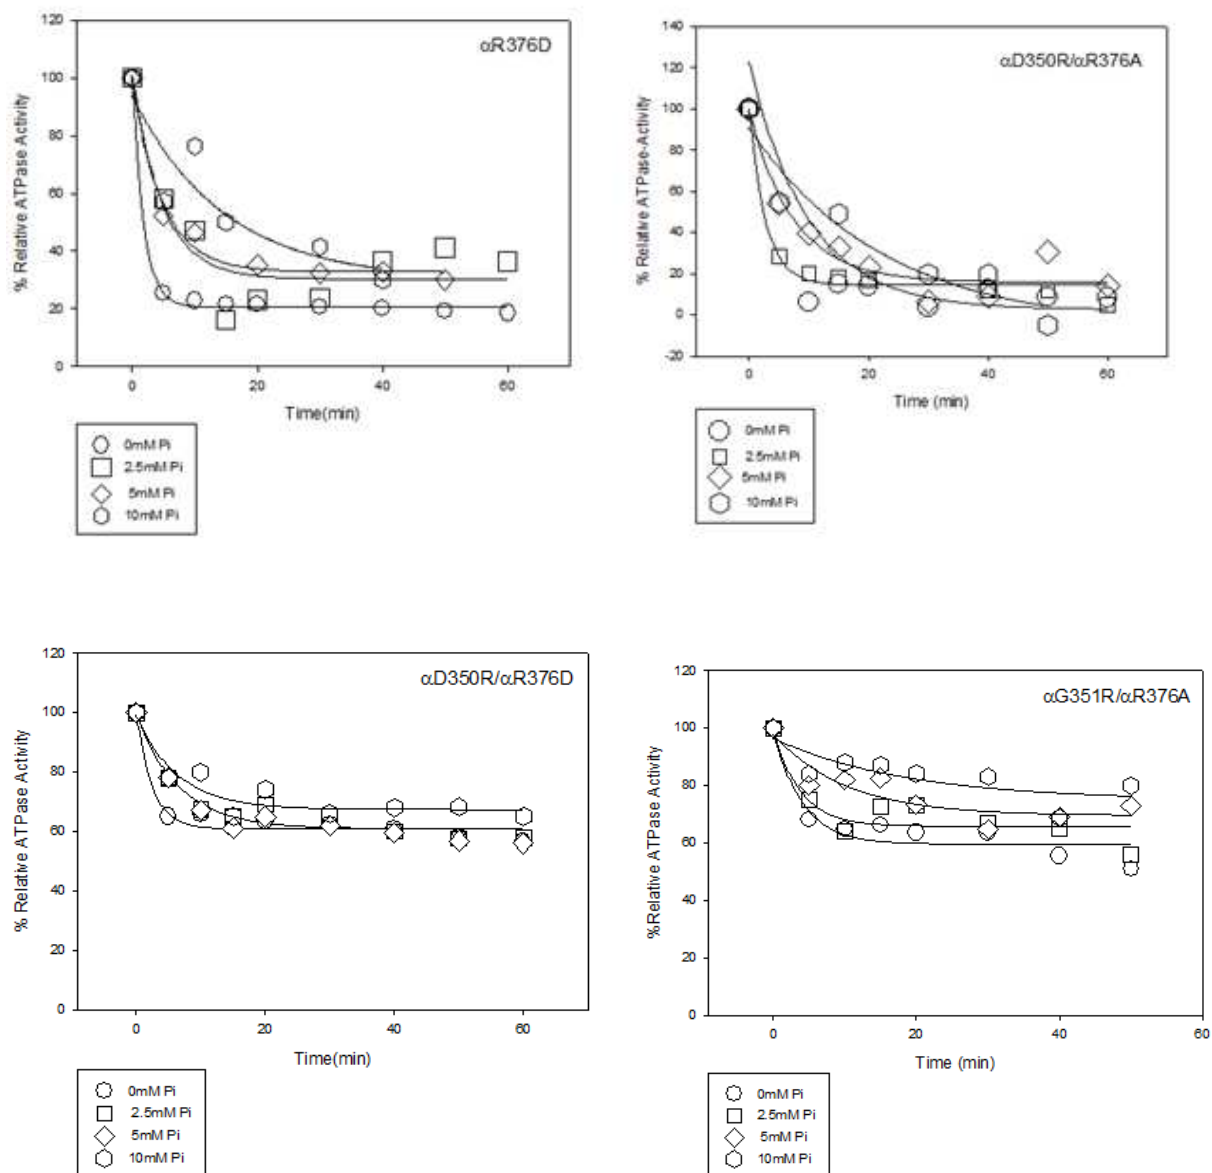 αR376D
% Relative ATPase Activity
120
100
80
60
40
20
0
0 20 40 60
Time(min)
0mM Pi
2.5mM Pi
5mM Pi
10mM Pi
αD350R/αR376A
% Relative ATPase-Activity
140
120
100
80
60
40
20
0
-20
0 20 40 60
Time (min)
0mM Pi
2.5mM Pi
5mM Pi
10mM Pi
αD350R/αR376D
% Relative ATPase Activity
120
100
80
60
40
20
0
0 20 40 60
Time(min)
0mM Pi
2.5mM Pi
5mM Pi
10mM Pi
αG351R/αR376A
%Relative ATPase Activity
120
100
80
60
40
20
0
0 20 40 60
Time (min)
0mM Pi
2.5mM Pi
5mM Pi
10mM Pi